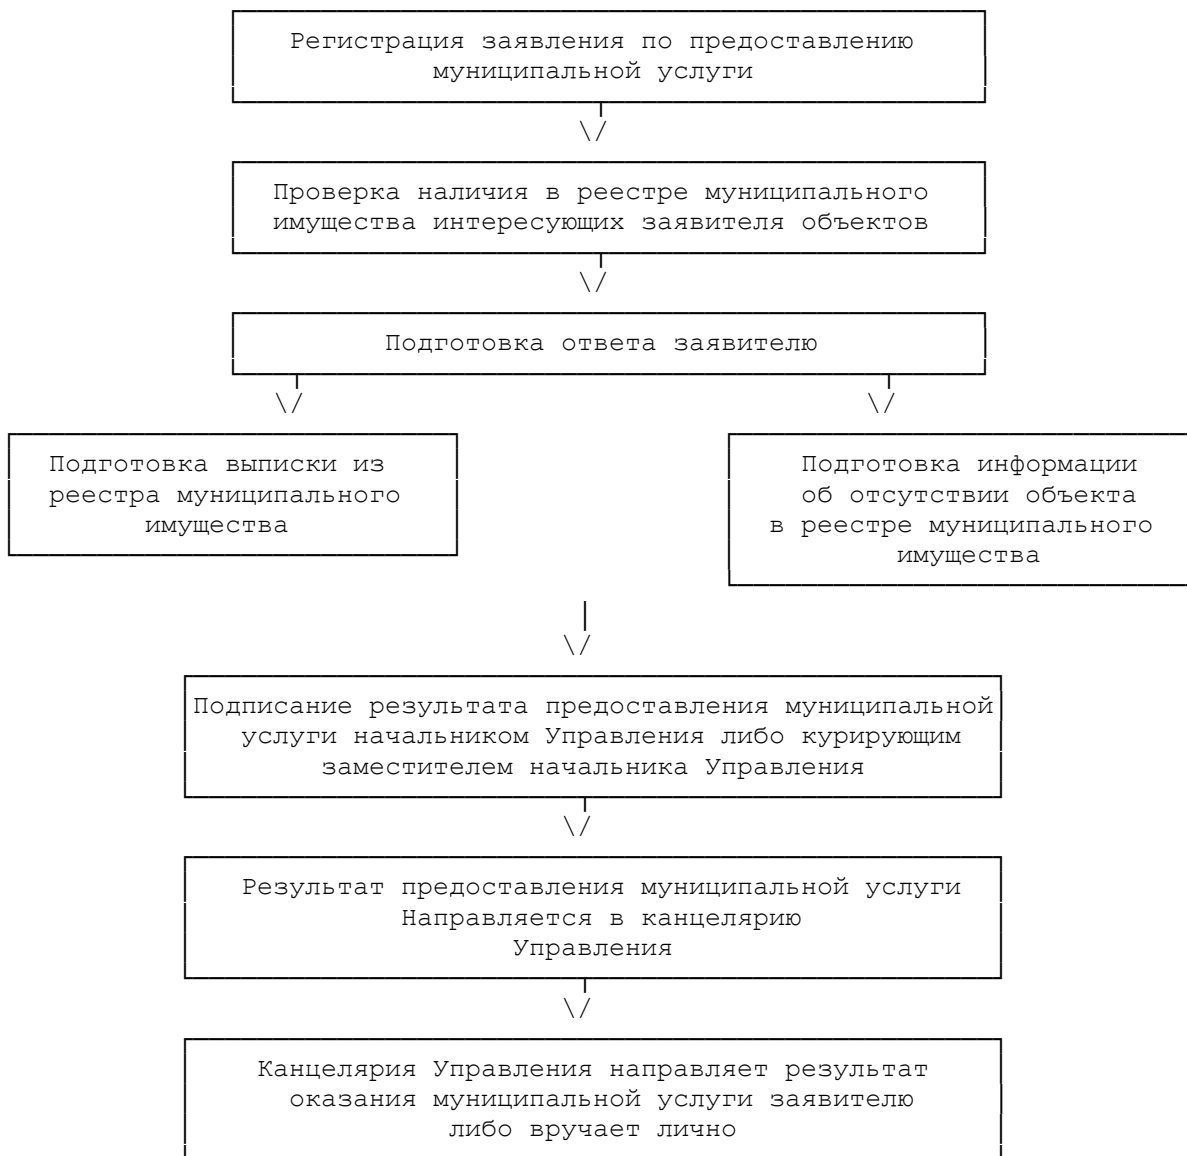 Регистрация заявления по предоставлению
муниципальной услуги
Проверка наличия в реестре муниципального
имущества интересующих заявителя объектов
Подготовка ответа заявителю
Подготовка выписки из
реестра муниципального
имущества
Подготовка информации
об отсутствии объекта
в реестре муниципального
имущества
Подписание результата предоставления муниципальной
услуги начальником Управления либо курирующим
заместителем начальника Управления
Результат предоставления муниципальной услуги
Направляется в канцелярию
Управления
Канцелярия Управления направляет результат
оказания муниципальной услуги заявителю
либо вручает лично